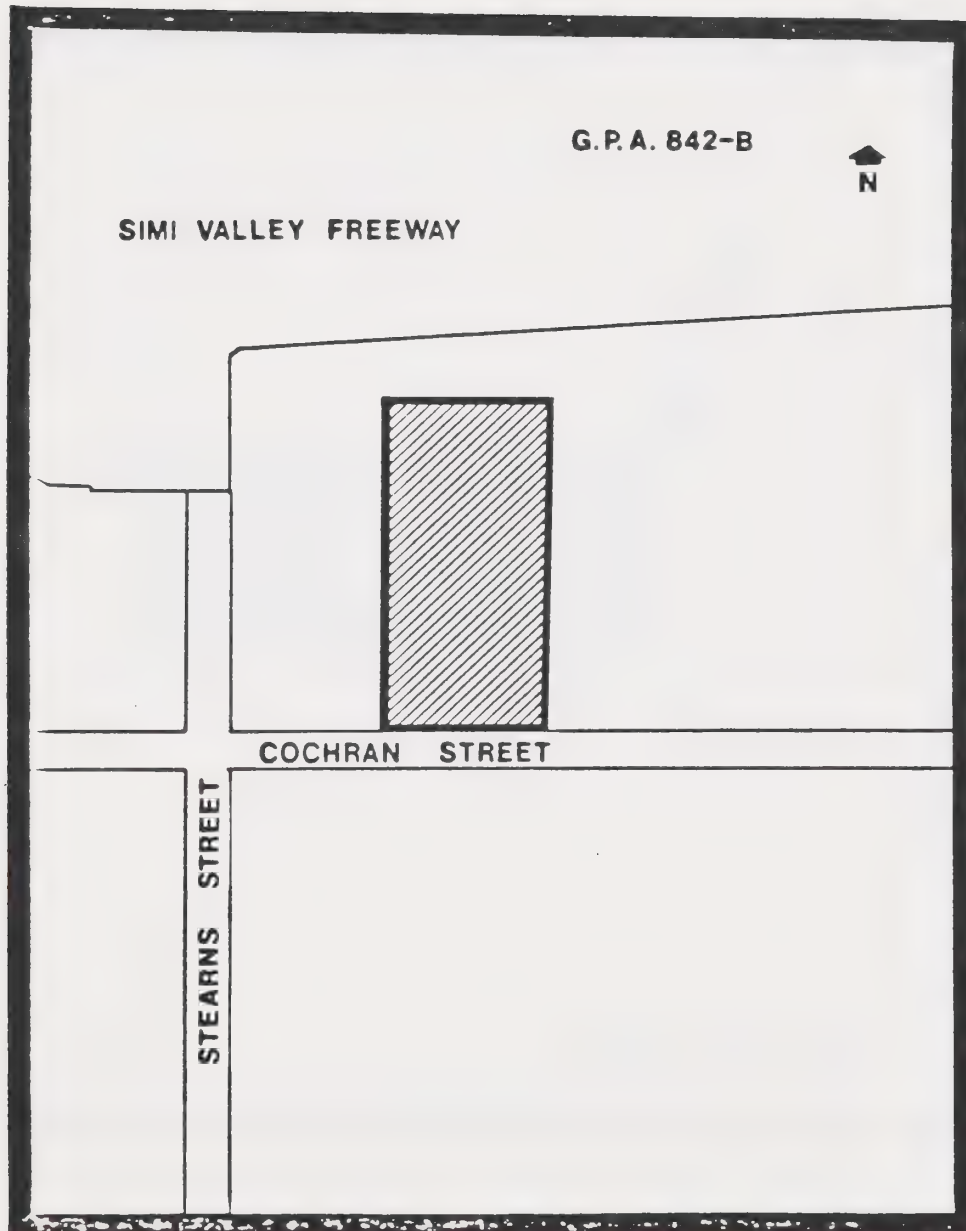 G.P.A. 842-B
N
SIMI VALLEY FREEWAY
COCHRAN STREET
STEARNS STREET